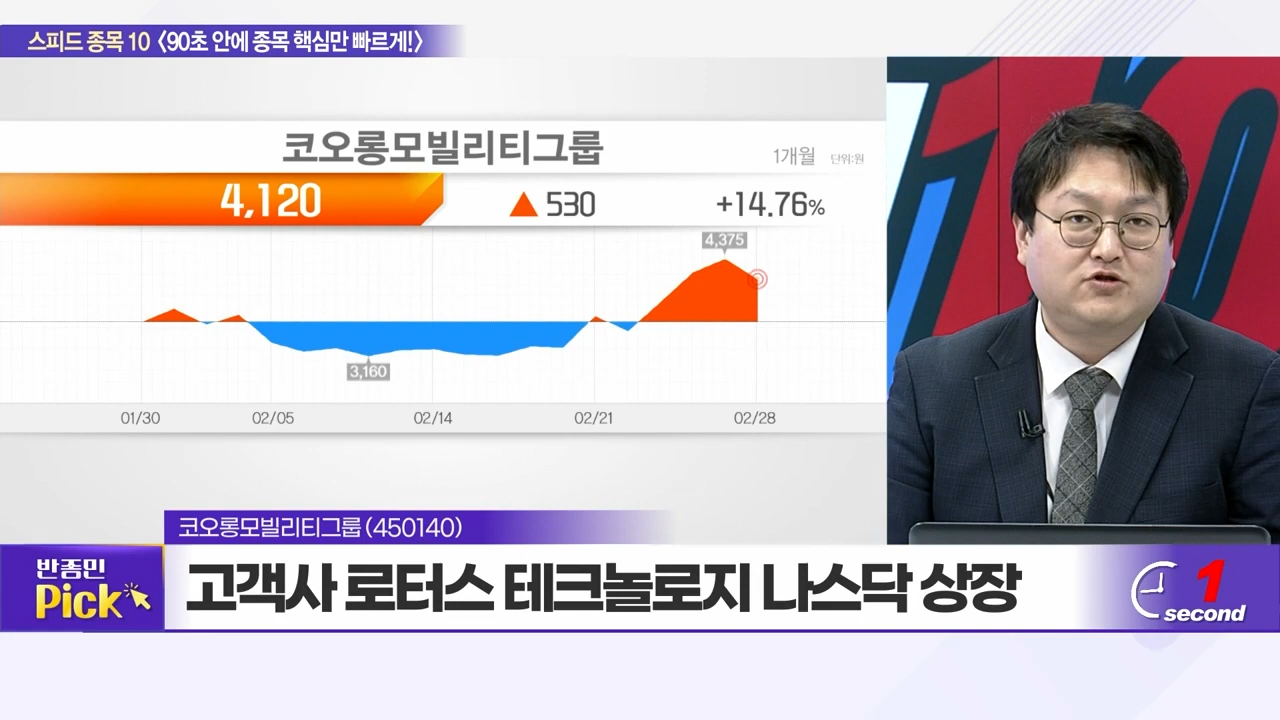 스피드 종목 10 〈90초 안에 종목 핵심만 빠르게!〉
코오롱모빌리티그룹
1개월 단위:원
4,120 ▲ 530 +14.76%
4,375
3,160
01/30 02/05 02/14 02/21 02/28
코오롱모빌리티그룹 (450140)
반종민
Pick
고객사 로터스 테크놀로지 나스닥 상장
1
second